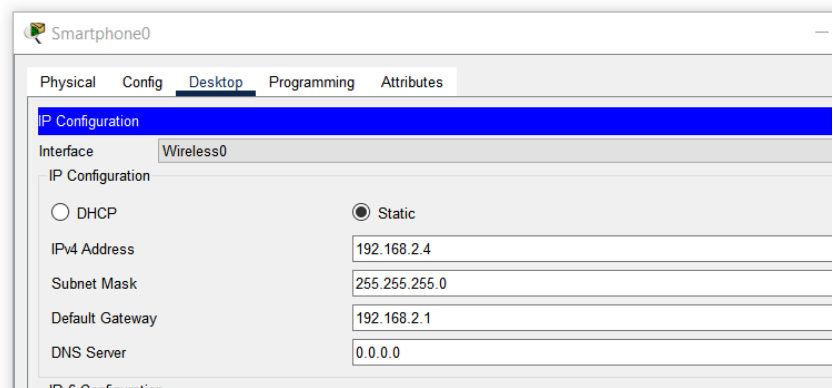 Smartphone0
Physical Config Desktop Programming Attributes
IP Configuration
Interface Wireless0
IP Configuration
DHCP Static
IPv4 Address 192.168.2.4
Subnet Mask 255.255.255.0
Default Gateway 192.168.2.1
DNS Server 0.0.0.0